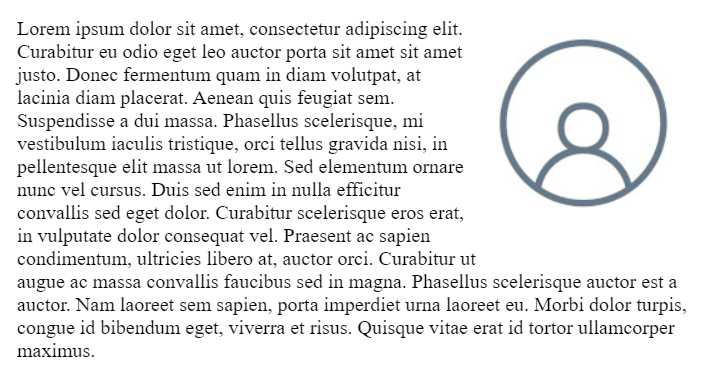 Lorem ipsum dolor sit amet, consectetur adipiscing elit.
Curabitur eu odio eget leo auctor porta sit amet sit amet
justo. Donec fermentum quam in diam volutpat, at
lacinia diam placerat. Aenean quis feugiat sem.
Suspendisse a dui massa. Phasellus scelerisque, mi
vestibulum iaculis tristique, orci tellus gravida nisi, in
pellentesque elit massa ut lorem. Sed elementum ornare
nunc vel cursus. Duis sed enim in nulla efficitur
convallis sed eget dolor. Curabitur scelerisque eros erat,
in vulputate dolor consequat vel. Praesent ac sapien
condimentum, ultricies libero at, auctor orci. Curabitur ut
augue ac massa convallis faucibus sed in magna. Phasellus scelerisque auctor est a
auctor. Nam laoreet sem sapien, porta imperdiet urna laoreet eu. Morbi dolor turpis,
congue id bibendum eget, viverra et risus. Quisque vitae erat id tortor ullamcorper
maximus.